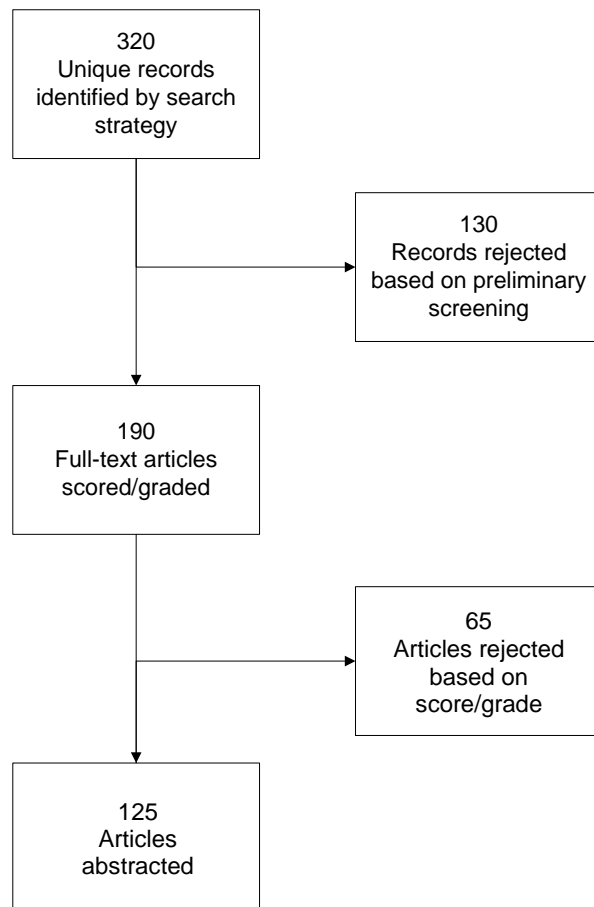 320
Unique records
identified by search
strategy
130
Records rejected
based on preliminary
screening
190
Full-text articles
scored/graded
65
Articles rejected
based on
score/grade
125
Articles
abstracted